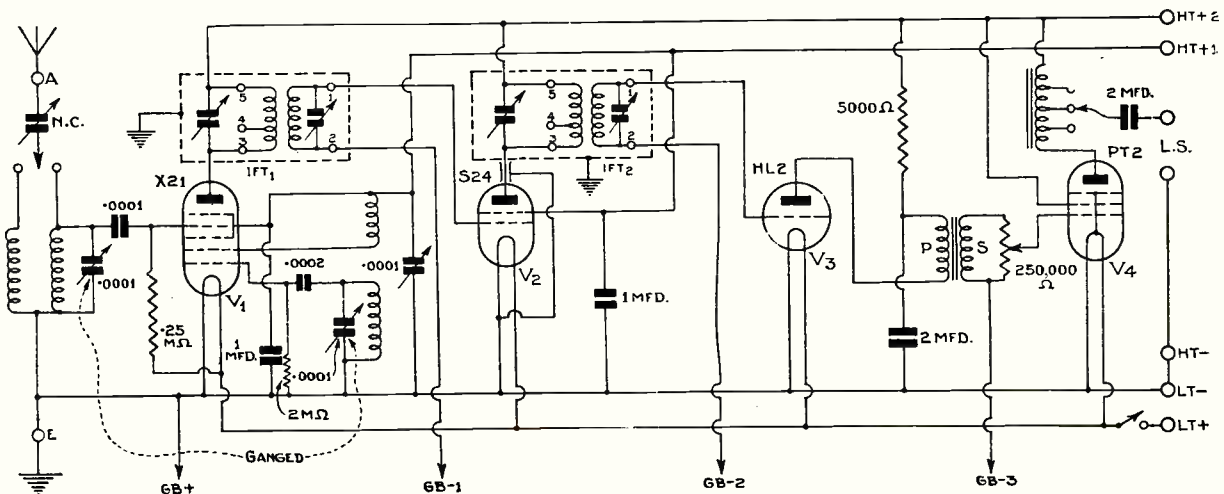 HT+2
HT+1
A
N.C.
5
4
3
1
2
IFT1
5
4
3
1
2
IFT2
5000Ω
2 MFD.
L.S.
PT2
X21
S24
HL2
.0001
.0001
.0002
.0001
P
S
250,000
Ω
V1
V2
V3
V4
.25
MΩ
1
MFD.
.0001
2MΩ
1 MFD.
2 MFD.
HT-
LT-
LT+
E
GANGED
GB+
GB-1
GB-2
GB-3